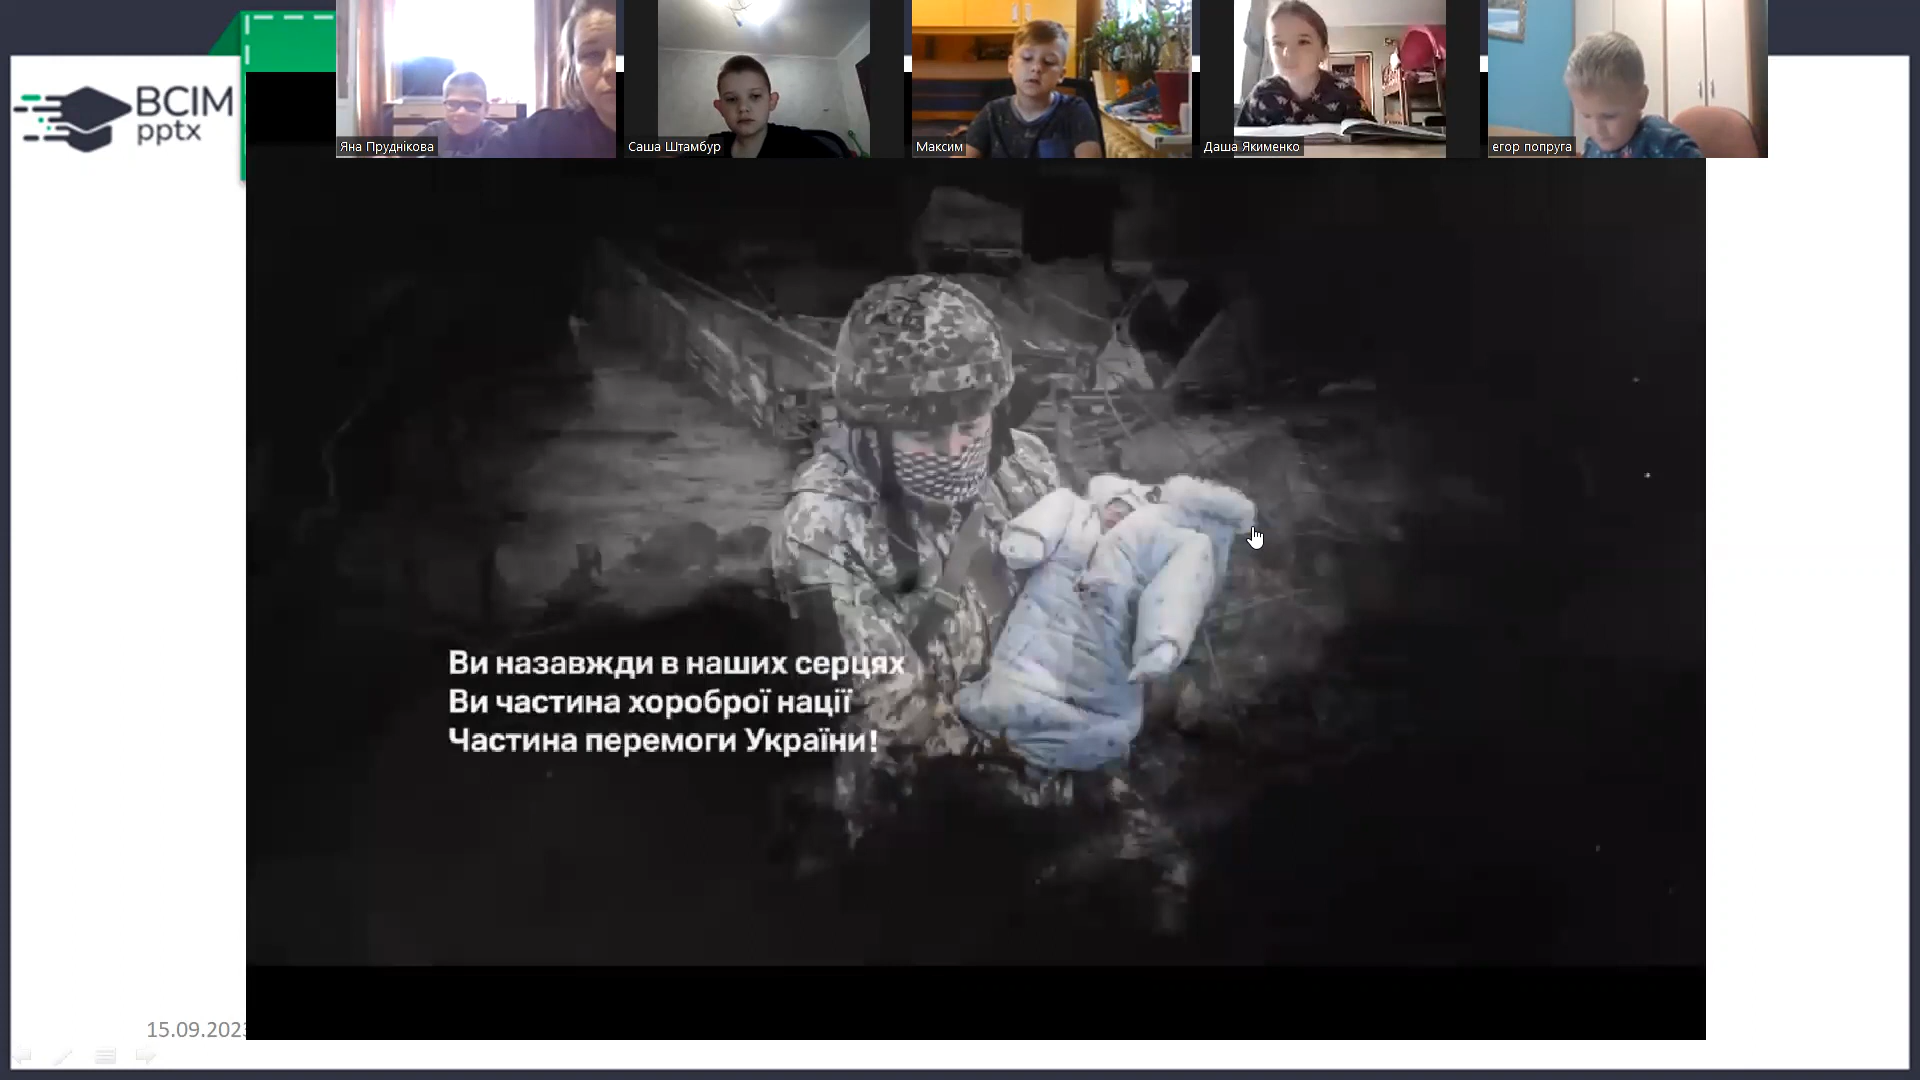 ВСІМ
pptx
Яна Пруднікова
Саша Штамбур
Максим
Даша Якименко
егор попруга
Ви назавжди в наших серцях
Ви частина хороброї нації
Частина перемоги України!
15.09.2023